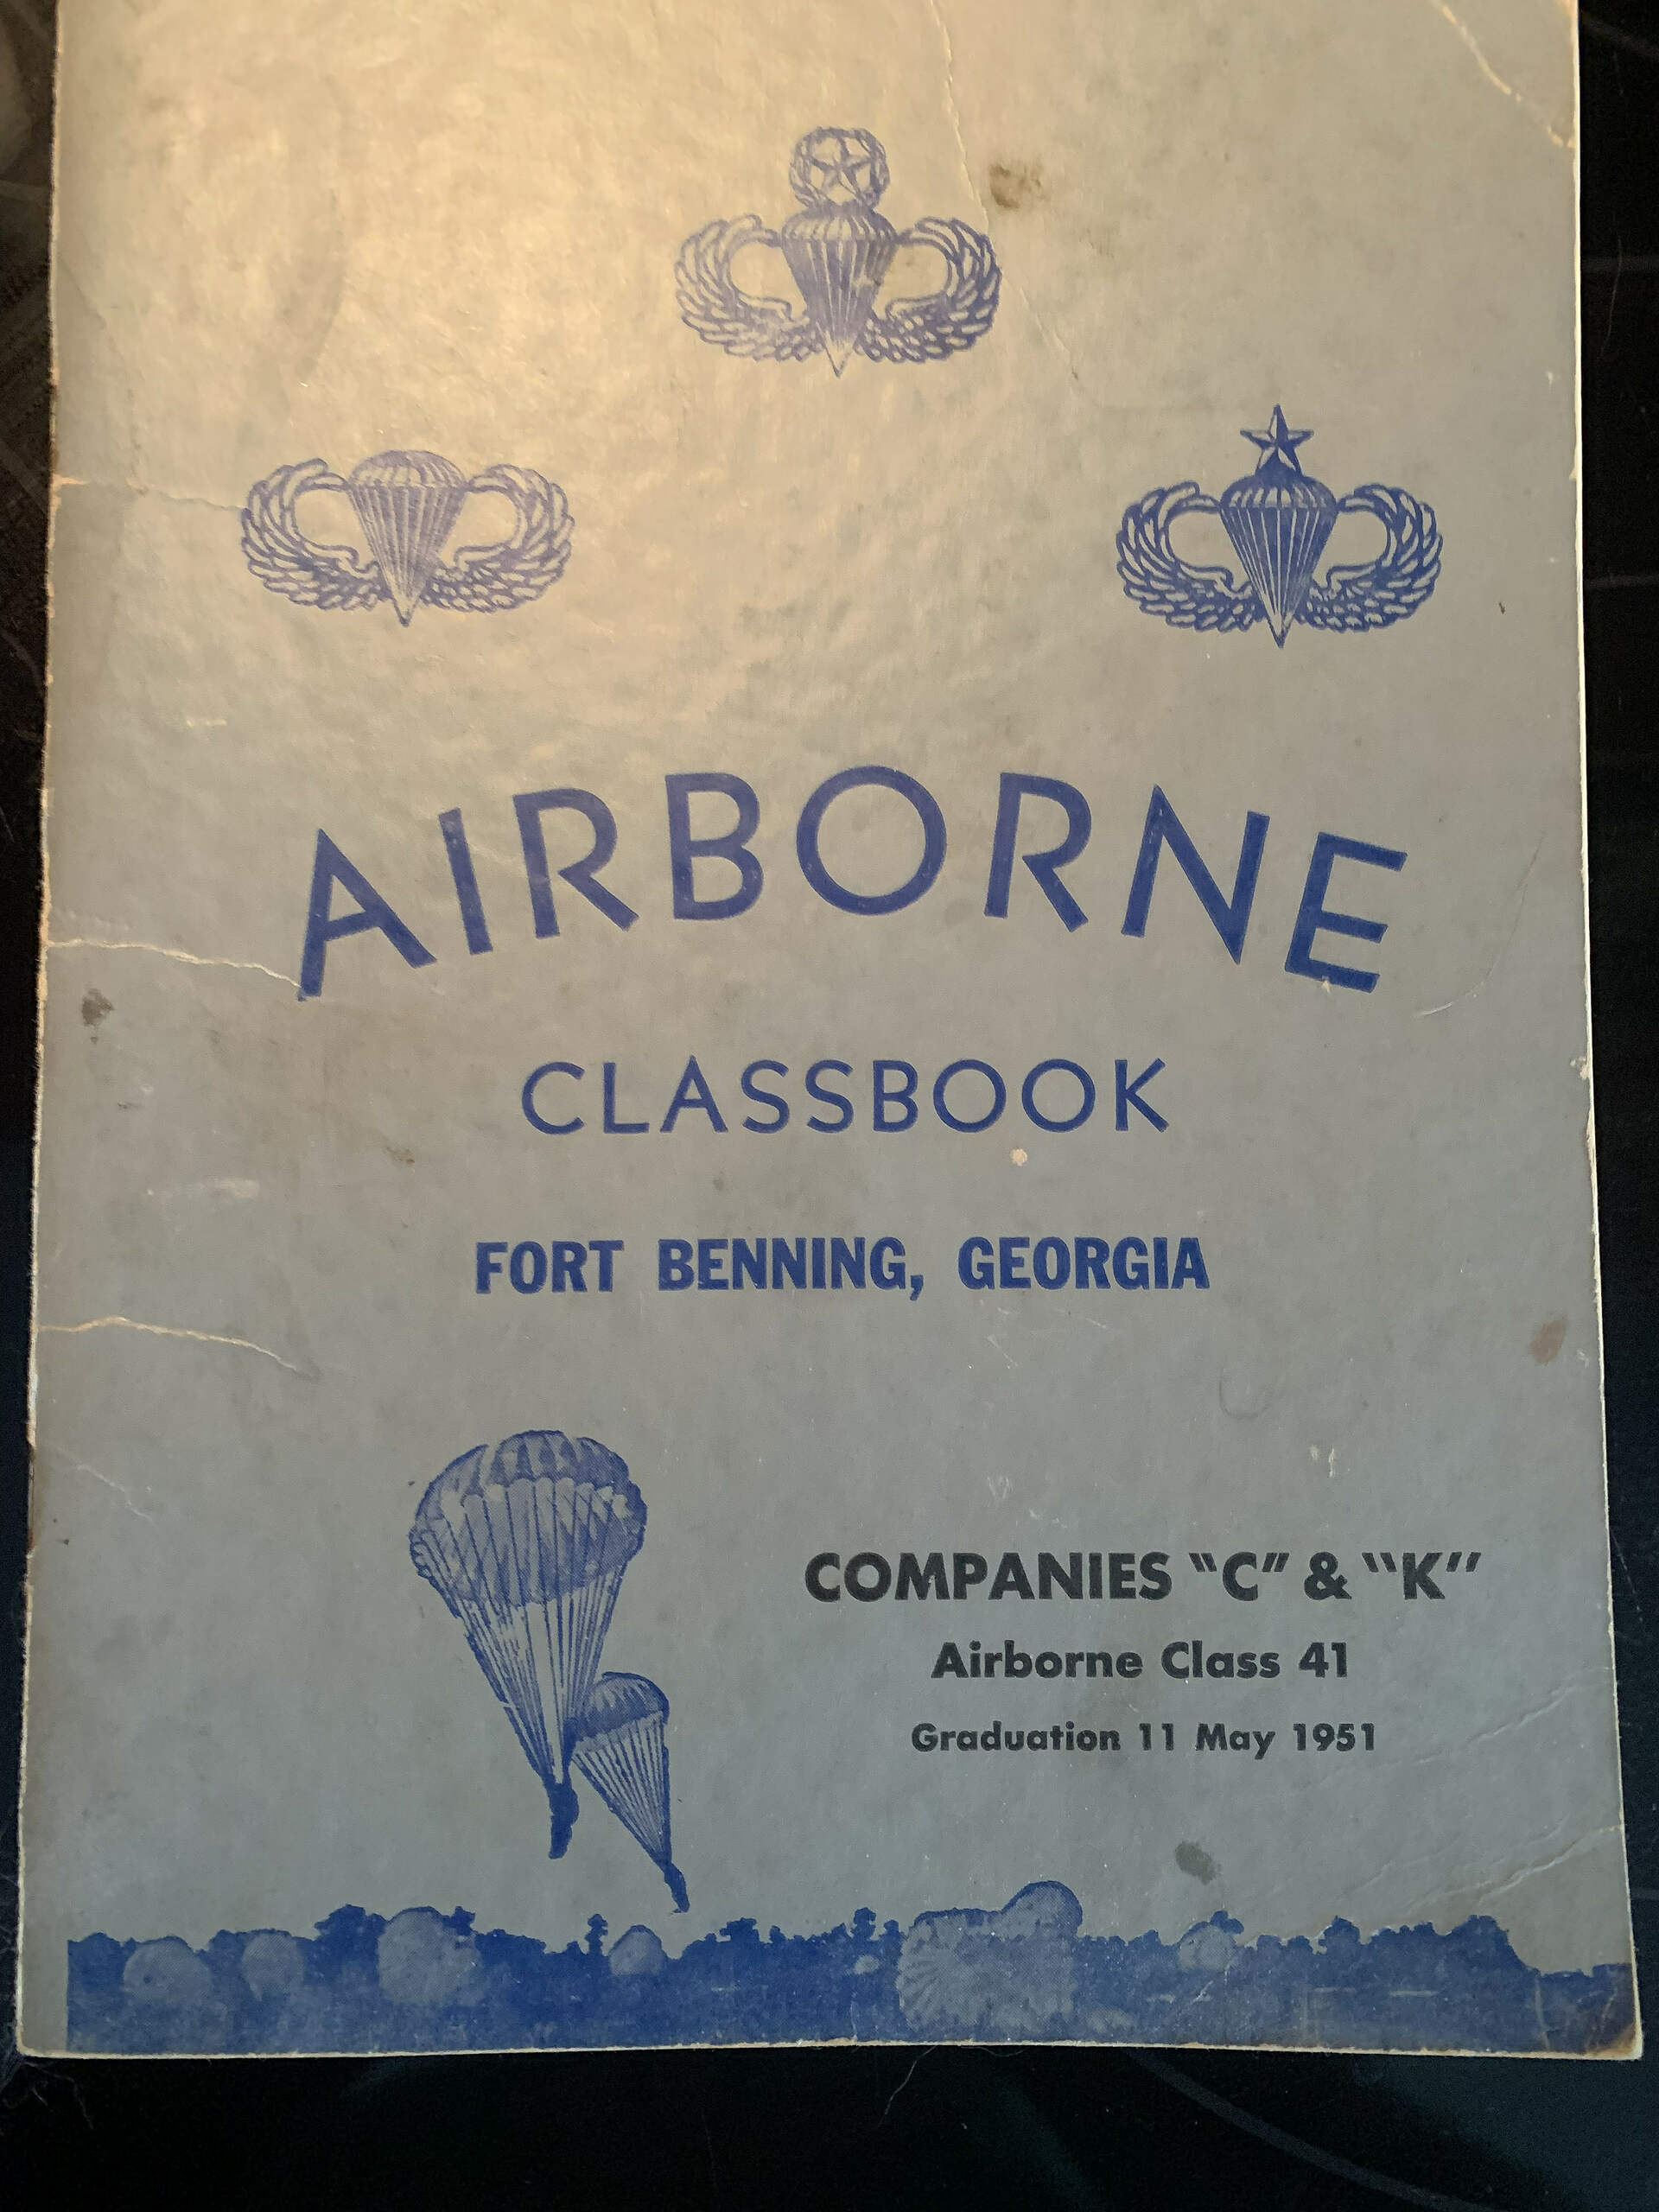 AIRBORNE
CLASSBOOK
FORT BENNING, GEORGIA
COMPANIES "C" & "K"
Airborne Class 41
Graduation 11 May 1951